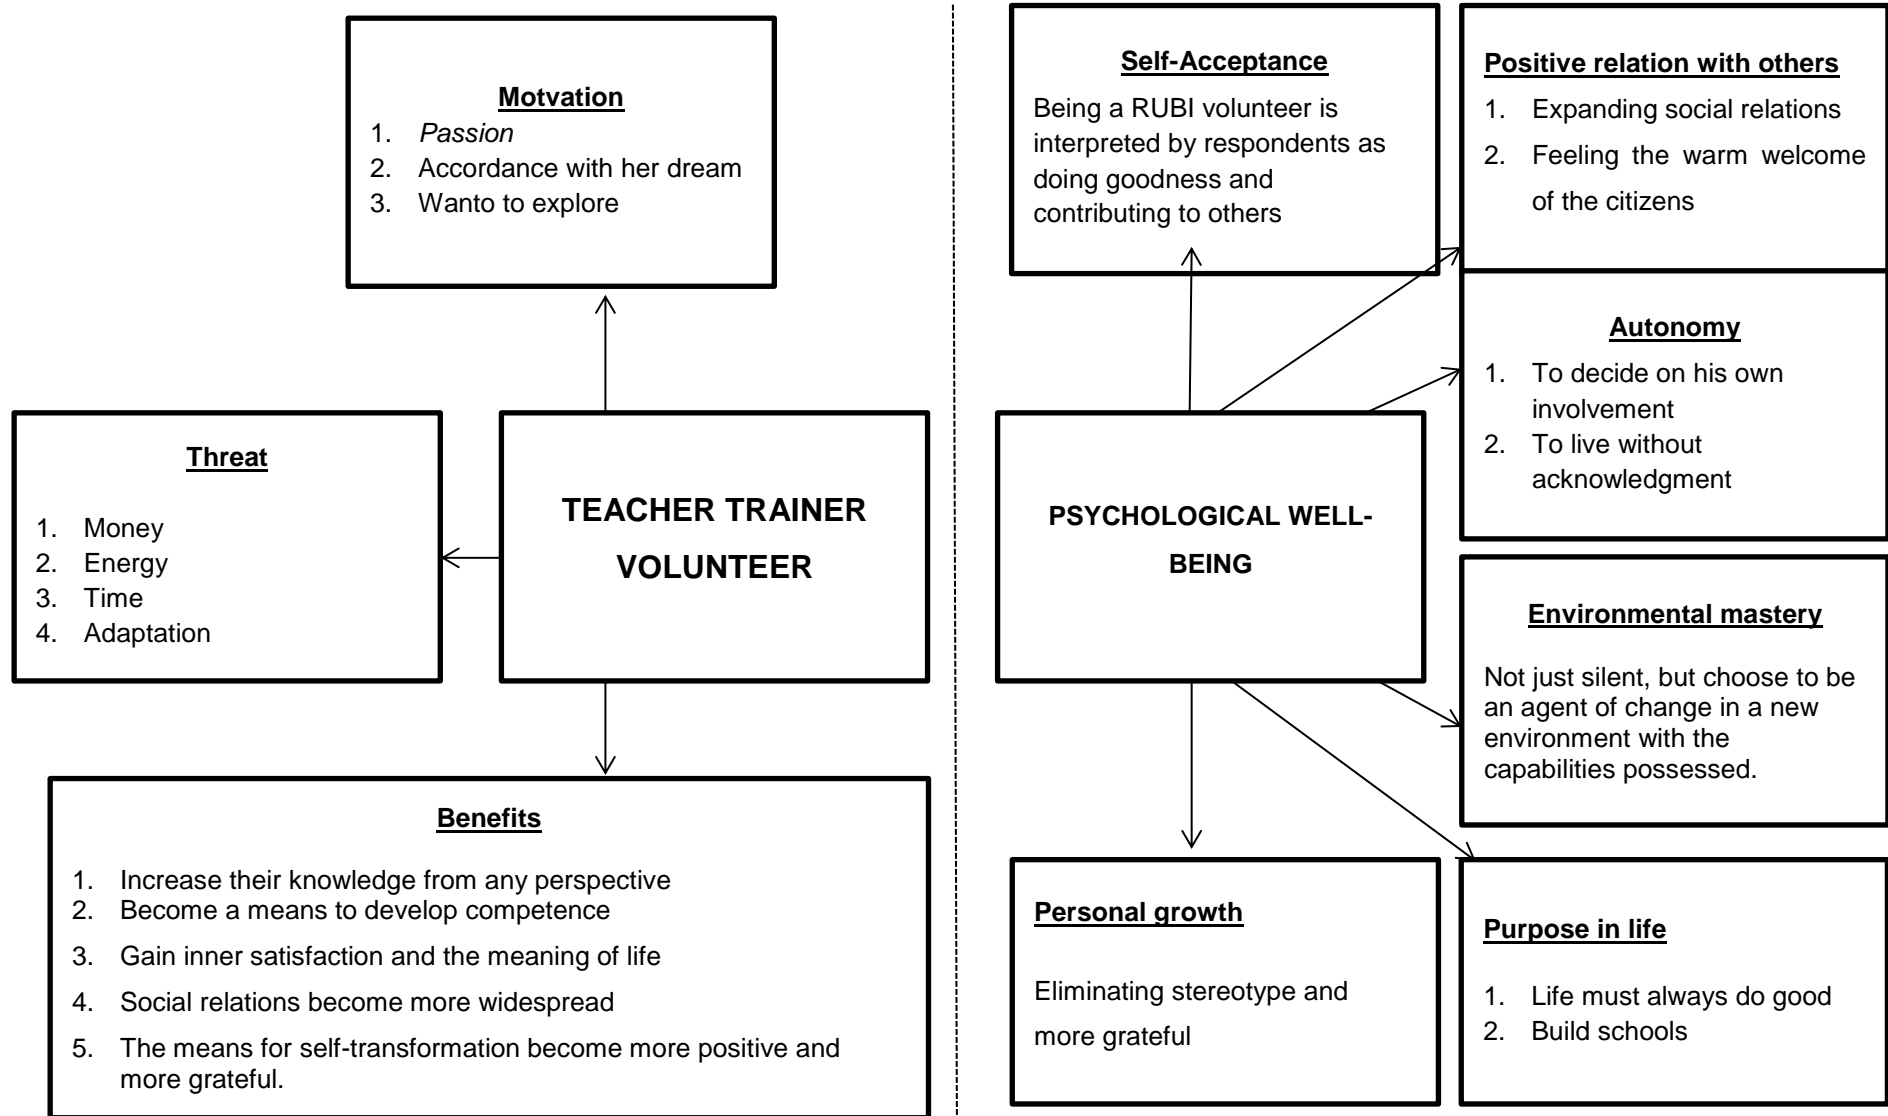 Motvation
1. Passion
2. Accordance with her dream
3. Wanto to explore
Threat
1. Money
2. Energy
3. Time
4. Adaptation
TEACHER TRAINER
VOLUNTEER
Benefits
1. Increase their knowledge from any perspective
2. Become a means to develop competence
3. Gain inner satisfaction and the meaning of life
4. Social relations become more widespread
5. The means for self-transformation become more positive and
more grateful.
Self-Acceptance
Being a RUBI volunteer is
interpreted by respondents as
doing goodness and
contributing to others
Positive relation with others
1. Expanding social relations
2. Feeling the warm welcome
of the citizens
Autonomy
1. To decide on his own
involvement
2. To live without
acknowledgment
PSYCHOLOGICAL WELL-
BEING
Environmental mastery
Not just silent, but choose to be
an agent of change in a new
environment with the
capabilities possessed.
Personal growth
Eliminating stereotype and
more grateful
Purpose in life
1. Life must always do good
2. Build schools